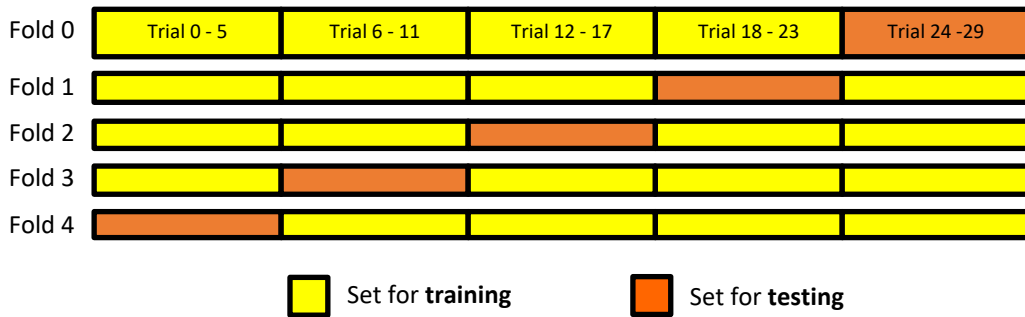 Fold 0 Trial 0 - 5 Trial 6 - 11 Trial 12 - 17 Trial 18 - 23 Trial 24 -29
Fold 1
Fold 2
Fold 3
Fold 4
Set for training Set for testing